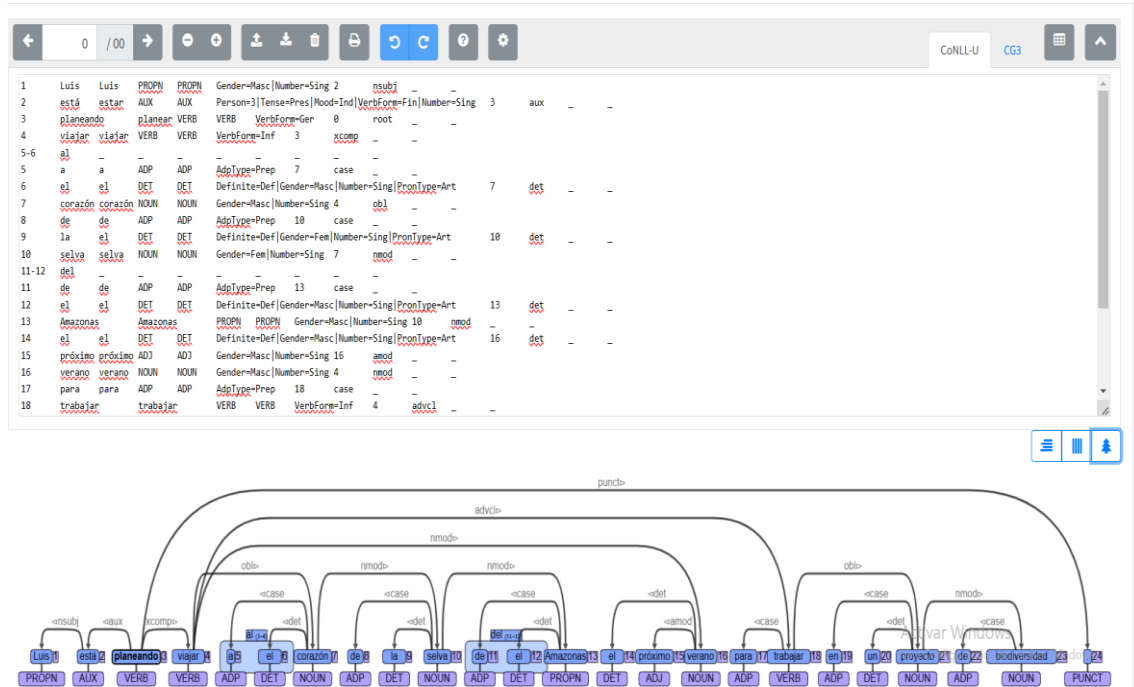 0 / 00
CoNLL-U CG3
1 Luis Luis PROPN PROPN Gender=Masc|Number=Sing 2 nsubj _ _
2 está estar AUX AUX Person=3|Tense=Pres|Mood=Ind|VerbForm=Fin|Number=Sing 3 aux _ _
3 planeando planear VERB VERB VerbForm=Ger 0 root _ _
4 viajar viajar VERB VERB VerbForm=Inf 3 xcomp _ _
5-6 al _ _ _ _ _ _ _
5 a a ADP ADP AdpType=Prep 7 case _ _
6 el el DET DET Definite=Def|Gender=Masc|Number=Sing|PronType=Art 7 det _ _
7 corazón corazón NOUN NOUN Gender=Masc|Number=Sing 4 obl _ _
8 de de ADP ADP AdpType=Prep 10 case _ _
9 la el DET DET Definite=Def|Gender=Fem|Number=Sing|PronType=Art 10 det _ _
10 selva selva NOUN NOUN Gender=Fem|Number=Sing 7 nmod _ _
11-12 del _ _ _ _ _ _ _
11 de de ADP ADP AdpType=Prep 13 case _ _
12 el el DET DET Definite=Def|Gender=Masc|Number=Sing|PronType=Art 13 det _ _
13 Amazonas Amazonas PROPN PROPN Gender=Masc|Number=Sing 10 nmod _ _
14 el el DET DET Definite=Def|Gender=Masc|Number=Sing|PronType=Art 16 det _ _
15 próximo próximo ADJ ADJ Gender=Masc|Number=Sing 16 amod _ _
16 verano verano NOUN NOUN Gender=Masc|Number=Sing 4 nmod _ _
17 para para ADP ADP AdpType=Prep 18 case _ _
18 trabajar trabajar VERB VERB VerbForm=Inf 4 advcl _ _
punct
advcl
nmod
obl nmod nmod obl
case case case det case nmod
nsubj aux xcomp det det det amod case det case
al del (11-12)
Activar Windows
Luis 1 está 2 planeando 3 viajar 4 a 5 el 6 corazón 7 de 8 la 9 selva 10 de 11 el 12 Amazonas 13 el 14 próximo 15 verano 16 para 17 trabajar 18 en 19 un 20 proyecto 21 de 22 biodiversidad 23 . 24
PROPN AUX VERB VERB ADP DET NOUN ADP DET NOUN ADP DET PROPN DET ADJ NOUN ADP VERB ADP DET NOUN ADP NOUN PUNCT